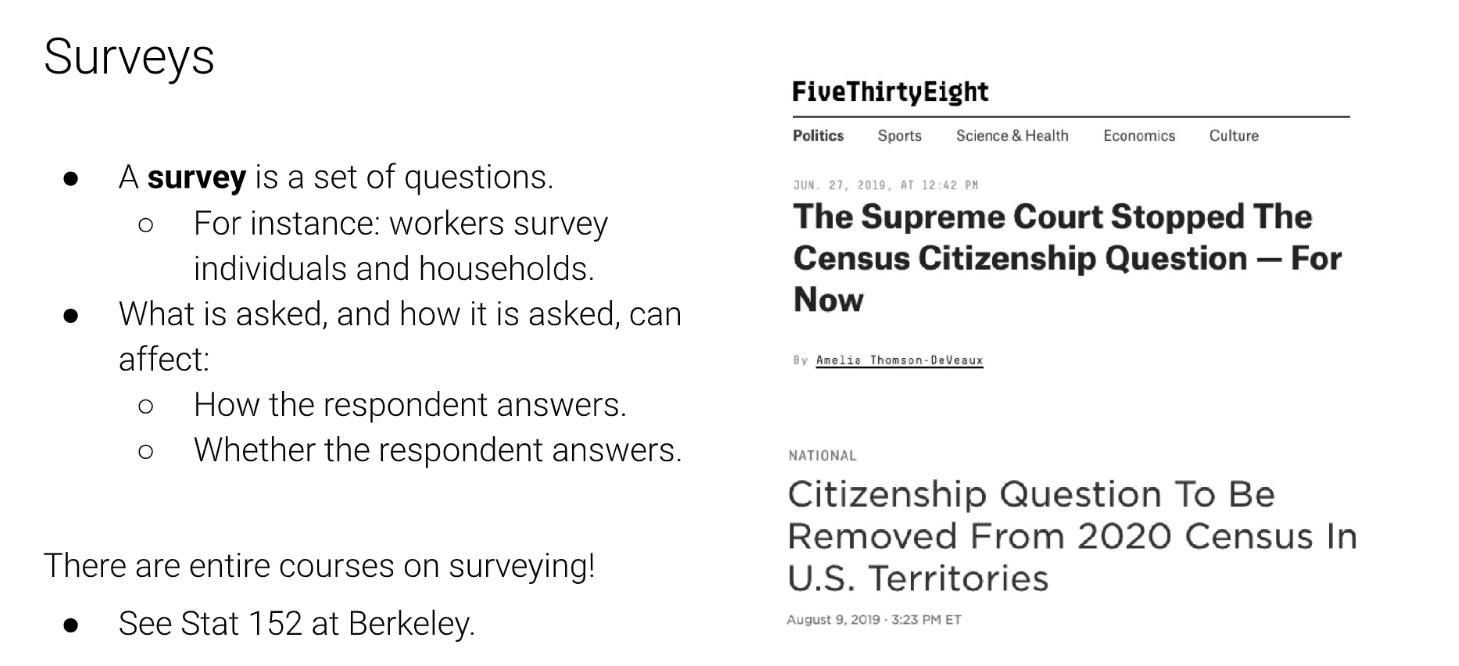 Surveys
● A survey is a set of questions.
○ For instance: workers survey
individuals and households.
● What is asked, and how it is asked, can
affect:
○ How the respondent answers.
○ Whether the respondent answers.
There are entire courses on surveying!
● See Stat 152 at Berkeley.
FiveThirtyEight
Politics Sports Science & Health Economics Culture
JUN. 27, 2019, AT 12:42 PM
The Supreme Court Stopped The
Census Citizenship Question — For
Now
By Amelia Thomson-DeVeaux
NATIONAL
Citizenship Question To Be
Removed From 2020 Census In
U.S. Territories
August 9, 2019 · 3:23 PM ET